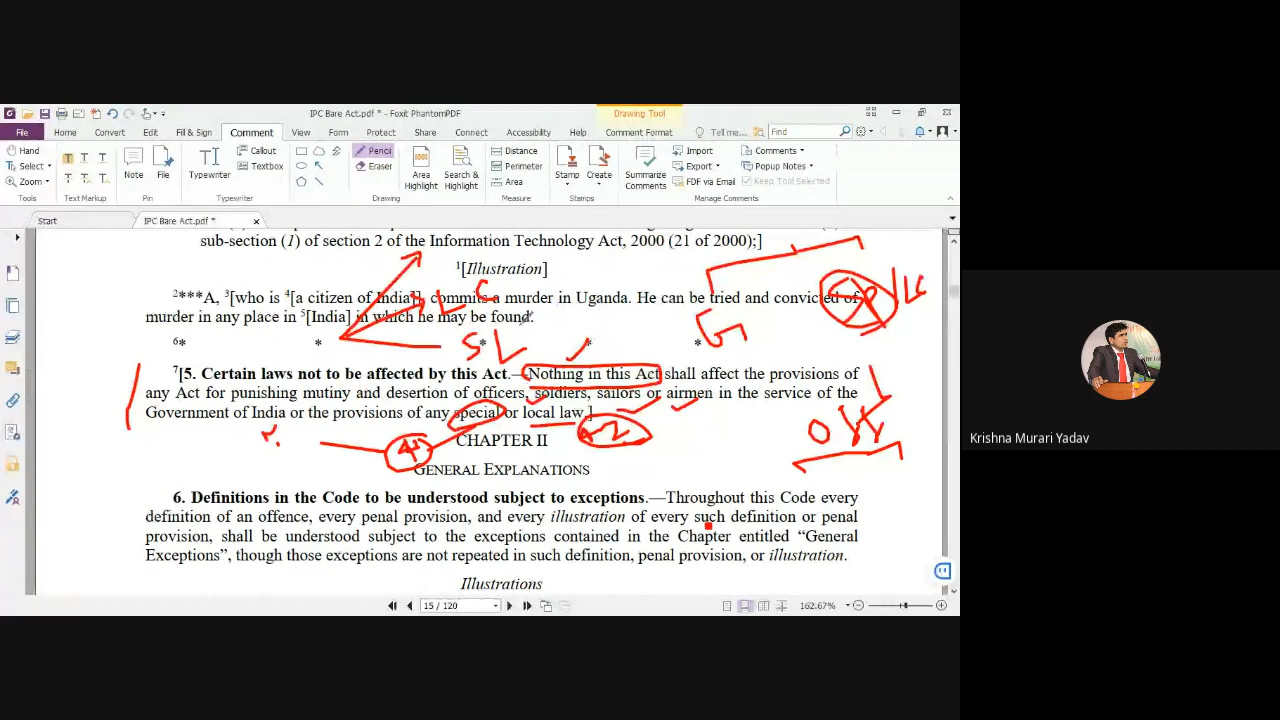 IPC Bare Act.pdf * - Foxit PhantomPDF
Drawing Tool
File Home Convert Edit Fill & Sign Comment View Form Protect Share Connect Accessibility Help Comment Format Tell me... Find
Hand
Select
Zoom
Tools
Text Markup
Note
File
Typewriter
Callout
Textbox
Typewriter
Pencil
Eraser
Drawing
Area Highlight
Search & Highlight
Distance
Perimeter
Area
Measure
Stamp
Create
Stamps
Summarize Comments
Import
Export
FDF via Email
Comments
Popup Notes
Keep Tool Selected
Manage Comments
Start
IPC Bare Act.pdf *
sub-section (1) of section 2 of the Information Technology Act, 2000 (21 of 2000);]
1[Illustration]
2***A, 3[who is 4[a citizen of India], commits a murder in Uganda. He can be tried and convicted of
murder in any place in 5[India] in which he may be found.
6* * * * *
S L C
S L
G
SP/LC
7[5. Certain laws not to be affected by this Act.—Nothing in this Act shall affect the provisions of
any Act for punishing mutiny and desertion of officers, soldiers, sailors or airmen in the service of the
Government of India or the provisions of any special or local law.]
41
42
CHAPTER II
GENERAL EXPLANATIONS
6. Definitions in the Code to be understood subject to exceptions.—Throughout this Code every
definition of an offence, every penal provision, and every illustration of every such definition or penal
provision, shall be understood subject to the exceptions contained in the Chapter entitled “General
Exceptions”, though those exceptions are not repeated in such definition, penal provision, or illustration.
Illustrations
15 / 120
162.67%
Krishna Murari Yadav